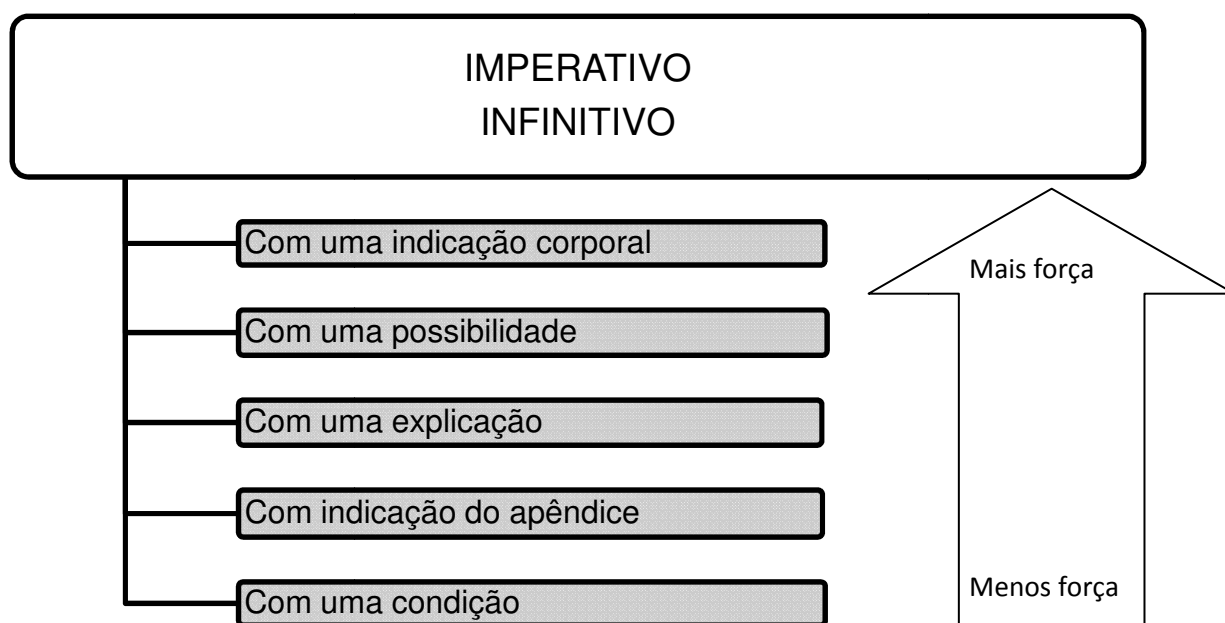 IMPERATIVO
INFINITIVO
Com uma indicação corporal
Mais força
Com uma possibilidade
Com uma explicação
Com indicação do apêndice
Com uma condição
Menos força